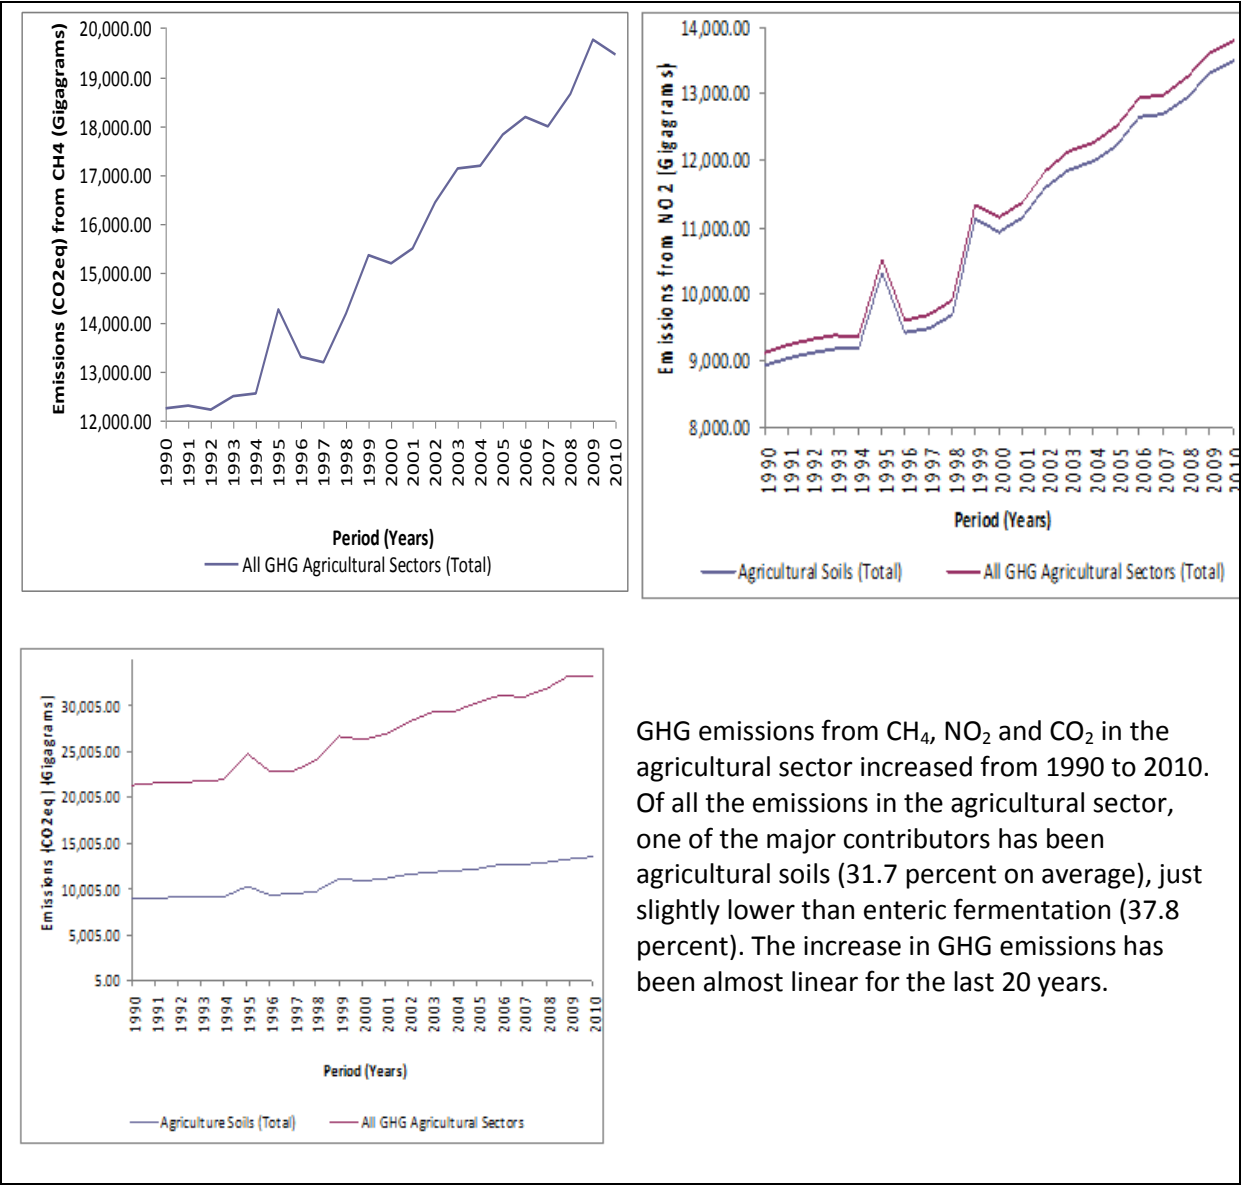 Emissions (CO2eq) from CH4 (Gigagrams)
20,000.00
19,000.00
18,000.00
17,000.00
16,000.00
15,000.00
14,000.00
13,000.00
12,000.00
1990 1991 1992 1993 1994 1995 1996 1997 1998 1999 2000 2001 2002 2003 2004 2005 2006 2007 2008 2009 2010
Period (Years)
All GHG Agricultural Sectors (Total)
Emissions from NO2 (Gigagrams)
14,000.00
13,000.00
12,000.00
11,000.00
10,000.00
9,000.00
8,000.00
1990 1991 1992 1993 1994 1995 1996 1997 1998 1999 2000 2001 2002 2003 2004 2005 2006 2007 2008 2009 2010
Period (Years)
Agricultural Soils (Total) All GHG Agricultural Sectors (Total)
Emissions (CO2eq) (Gigagrams)
30,005.00
25,005.00
20,005.00
15,005.00
10,005.00
5,005.00
5.00
1990 1991 1992 1993 1994 1995 1996 1997 1998 1999 2000 2001 2002 2003 2004 2005 2006 2007 2008 2009 2010
Period (Years)
Agriculture Soils (Total) All GHG Agricultural Sectors
GHG emissions from CH₄, NO₂ and CO₂ in the
agricultural sector increased from 1990 to 2010.
Of all the emissions in the agricultural sector,
one of the major contributors has been
agricultural soils (31.7 percent on average), just
slightly lower than enteric fermentation (37.8
percent). The increase in GHG emissions has
been almost linear for the last 20 years.